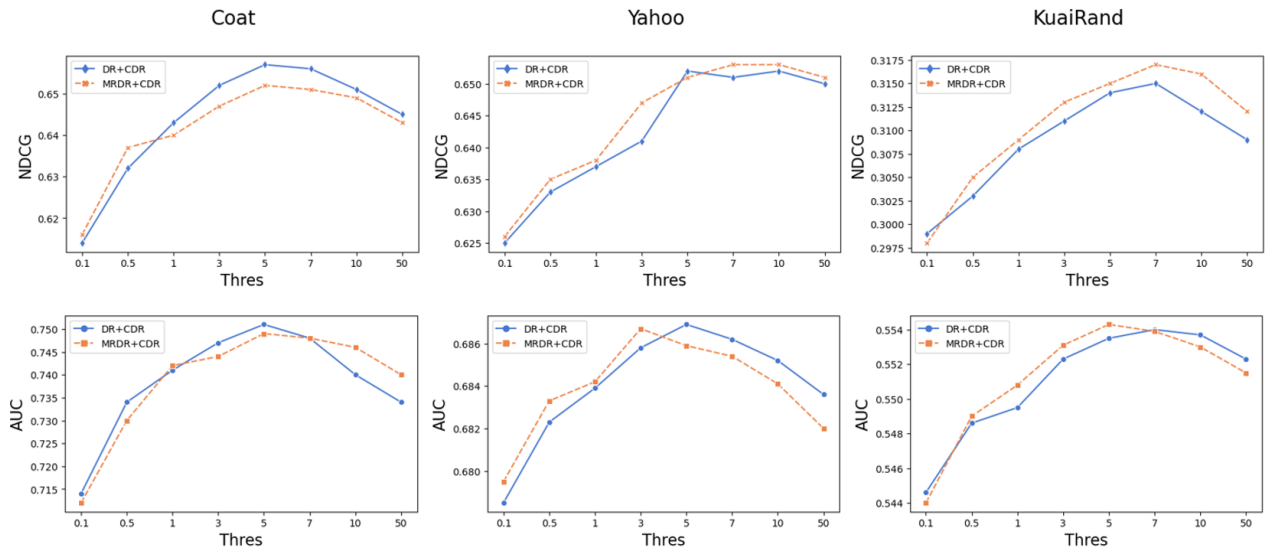 Coat
Yahoo
KuaiRand
NDCG
0.65
0.64
0.63
0.62
DR+CDR
MRDR+CDR
0.1 0.5 1 3 5 7 10 50
Thres
NDCG
0.650
0.645
0.640
0.635
0.630
0.625
DR+CDR
MRDR+CDR
0.1 0.5 1 3 5 7 10 50
Thres
NDCG
0.3175
0.3150
0.3125
0.3100
0.3075
0.3050
0.3025
0.3000
0.2975
DR+CDR
MRDR+CDR
0.1 0.5 1 3 5 7 10 50
Thres
AUC
0.750
0.745
0.740
0.735
0.730
0.725
0.720
0.715
DR+CDR
MRDR+CDR
0.1 0.5 1 3 5 7 10 50
Thres
AUC
0.686
0.684
0.682
0.680
DR+CDR
MRDR+CDR
0.1 0.5 1 3 5 7 10 50
Thres
AUC
0.554
0.552
0.550
0.548
0.546
0.544
DR+CDR
MRDR+CDR
0.1 0.5 1 3 5 7 10 50
Thres